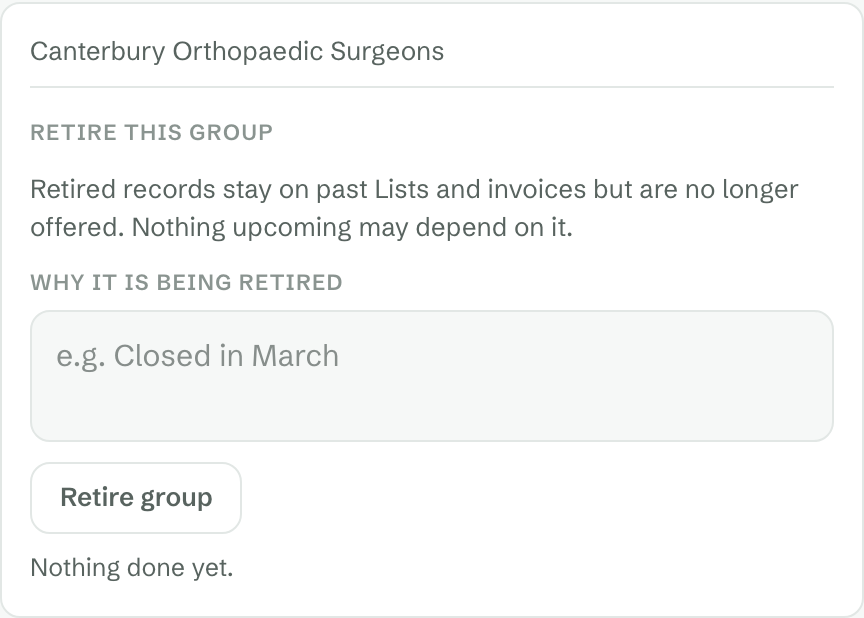 Canterbury Orthopaedic Surgeons
RETIRE THIS GROUP
Retired records stay on past Lists and invoices but are no longer
offered. Nothing upcoming may depend on it.
WHY IT IS BEING RETIRED
e.g. Closed in March
Retire group
Nothing done yet.